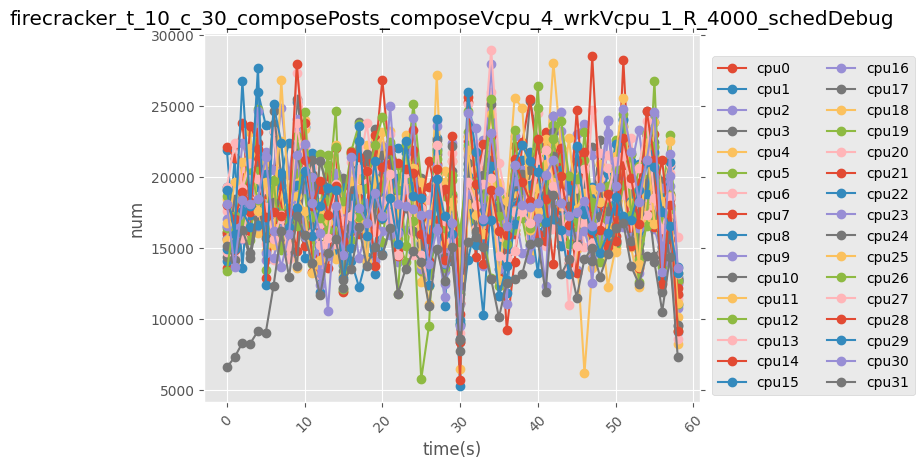 firecracker_t_10_c_30_composePosts_composeVcpu_4_wrkVcpu_1_R_4000_schedDebug
num
30000
25000
20000
15000
10000
5000
0
10
20
30
40
50
60
time(s)
cpu0
cpu1
cpu2
cpu3
cpu4
cpu5
cpu6
cpu7
cpu8
cpu9
cpu10
cpu11
cpu12
cpu13
cpu14
cpu15
cpu16
cpu17
cpu18
cpu19
cpu20
cpu21
cpu22
cpu23
cpu24
cpu25
cpu26
cpu27
cpu28
cpu29
cpu30
cpu31